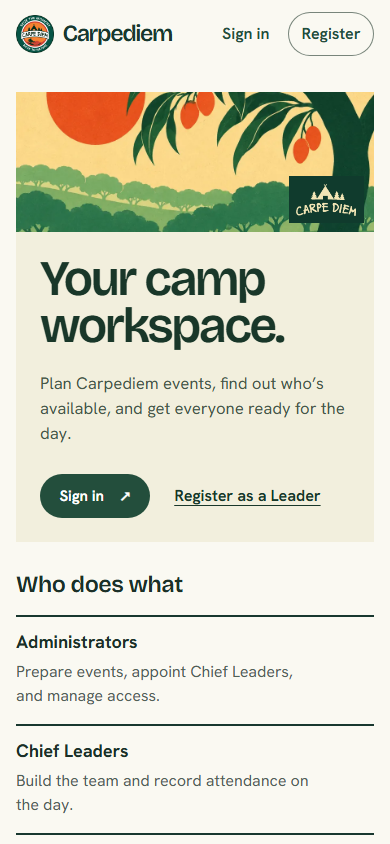 CARPE DIEM
Carpediem
Sign in
Register
CARPE DIEM
Your camp
workspace.
Plan Carpediem events, find out who’s
available, and get everyone ready for the
day.
Sign in ↗
Register as a Leader
Who does what
Administrators
Prepare events, appoint Chief Leaders,
and manage access.
Chief Leaders
Build the team and record attendance on
the day.